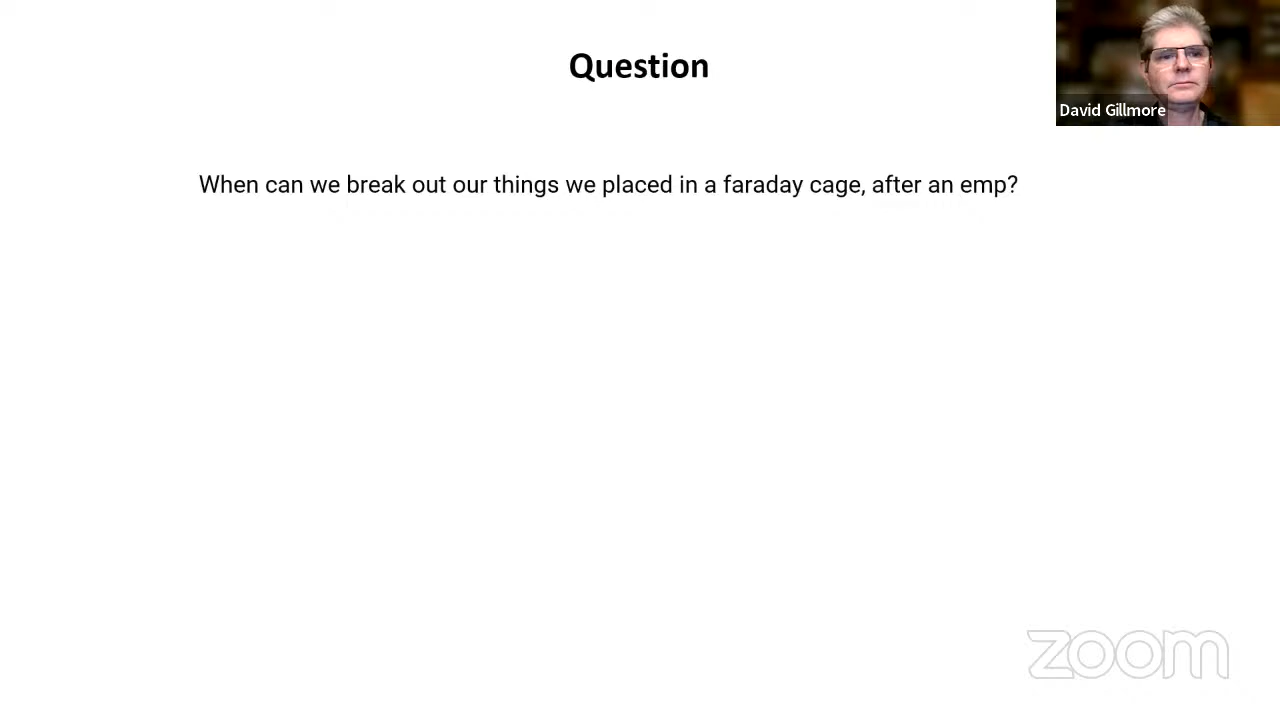 Question
David Gillmore
When can we break out our things we placed in a faraday cage, after an emp?
zoom